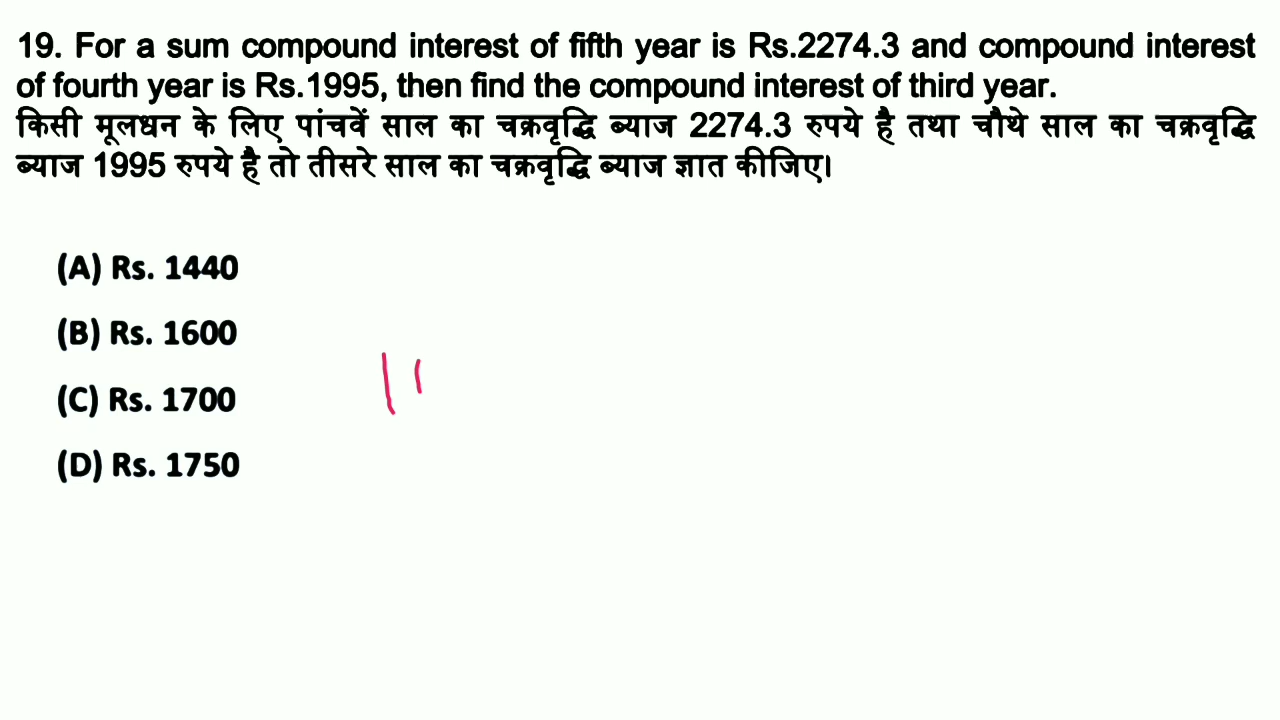 19. For a sum compound interest of fifth year is Rs.2274.3 and compound interest
of fourth year is Rs.1995, then find the compound interest of third year.
किसी मूलधन के लिए पांचवें साल का चक्रवृद्धि ब्याज 2274.3 रुपये है तथा चौथे साल का चक्रवृद्धि
ब्याज 1995 रुपये है तो तीसरे साल का चक्रवृद्धि ब्याज ज्ञात कीजिए।
(A) Rs. 1440
(B) Rs. 1600
(C) Rs. 1700
(D) Rs. 1750